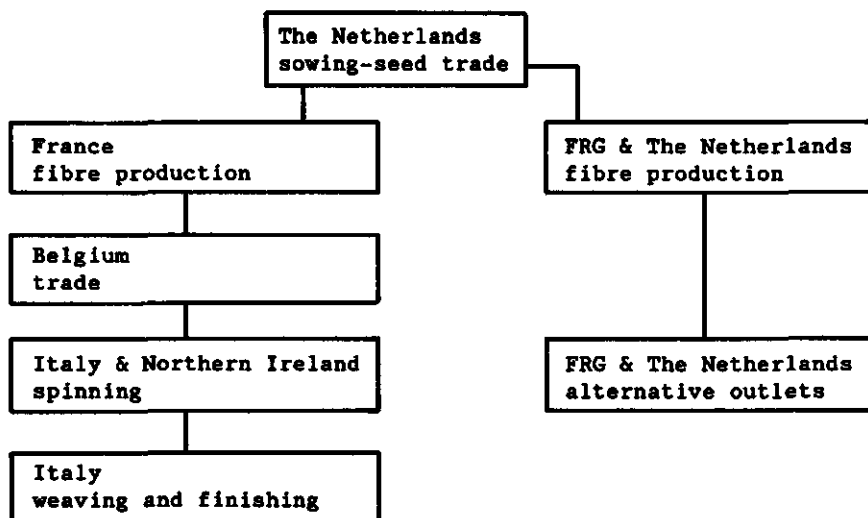 The Netherlands
sowing-seed trade
France
fibre production
Belgium
trade
Italy & Northern Ireland
spinning
Italy
weaving and finishing
FRG & The Netherlands
fibre production
FRG & The Netherlands
alternative outlets